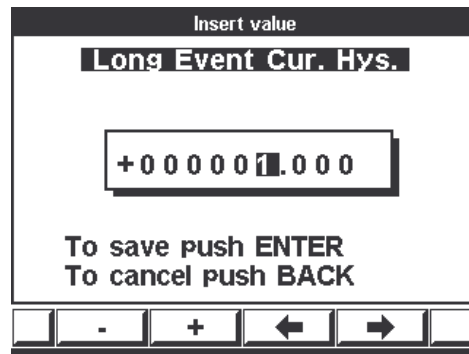 Insert value
Long Event Cur. Hys.
+000001.000
To save push ENTER
To cancel push BACK
- + ← →